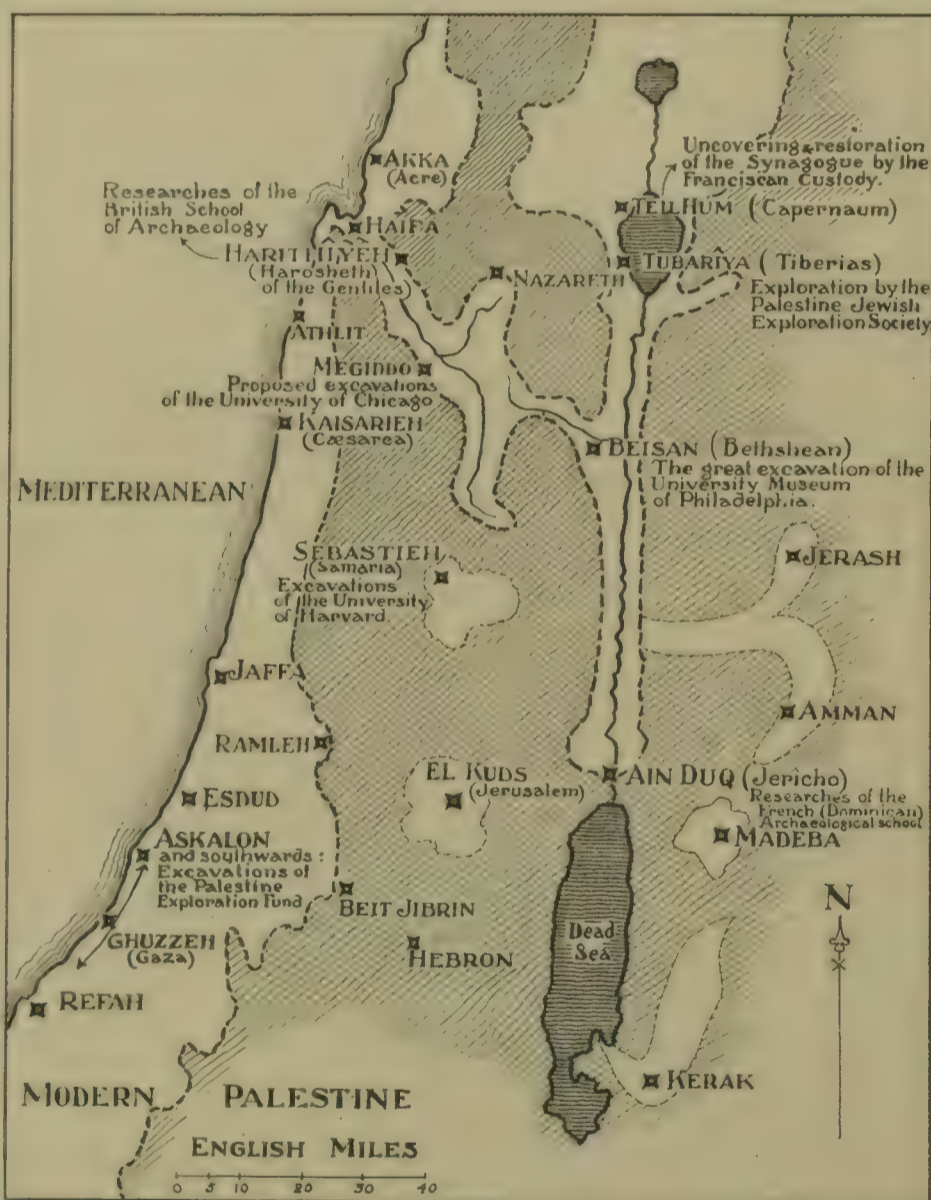 AKKA
(Acre)
Researches of the
British School
of Archaeology
Uncovering & restoration
of the Synagogue by the
Franciscan Custody.
TELL HUM (Capernaum)
HAIFA
HARITHIYEH
(Harosheth)
of the Gentiles)
NAZARETH
TUBARÎYA (Tiberias)
Exploration by the
Palestine Jewish
Exploration Society
ATHLIT
MEGIDDO
Proposed excavations
of the University of Chicago
KAISARIEH
(Cæsarea)
BEISAN (Bethshean)
The great excavation of the
University Museum
of Philadelphia.
MEDITERRANEAN
SEBASTIEH
(Samaria)
Excavations
of the University
of Harvard.
JERASH
JAFFA
AMMAN
RAMLEH
EL KUDS
(Jerusalem)
AIN DUQ (Jericho)
Researches of the
French (Dominican)
Archaeological school
MADEBA
ESDUD
ASKALON
and southwards:
Excavations of
the Palestine
Exploration Fund
BEIT JIBRIN
GHUZZEH
(Gaza)
HEBRON
Dead
Sea
N
REFAH
KERAK
MODERN PALESTINE
ENGLISH MILES
0 5 10 20 30 40